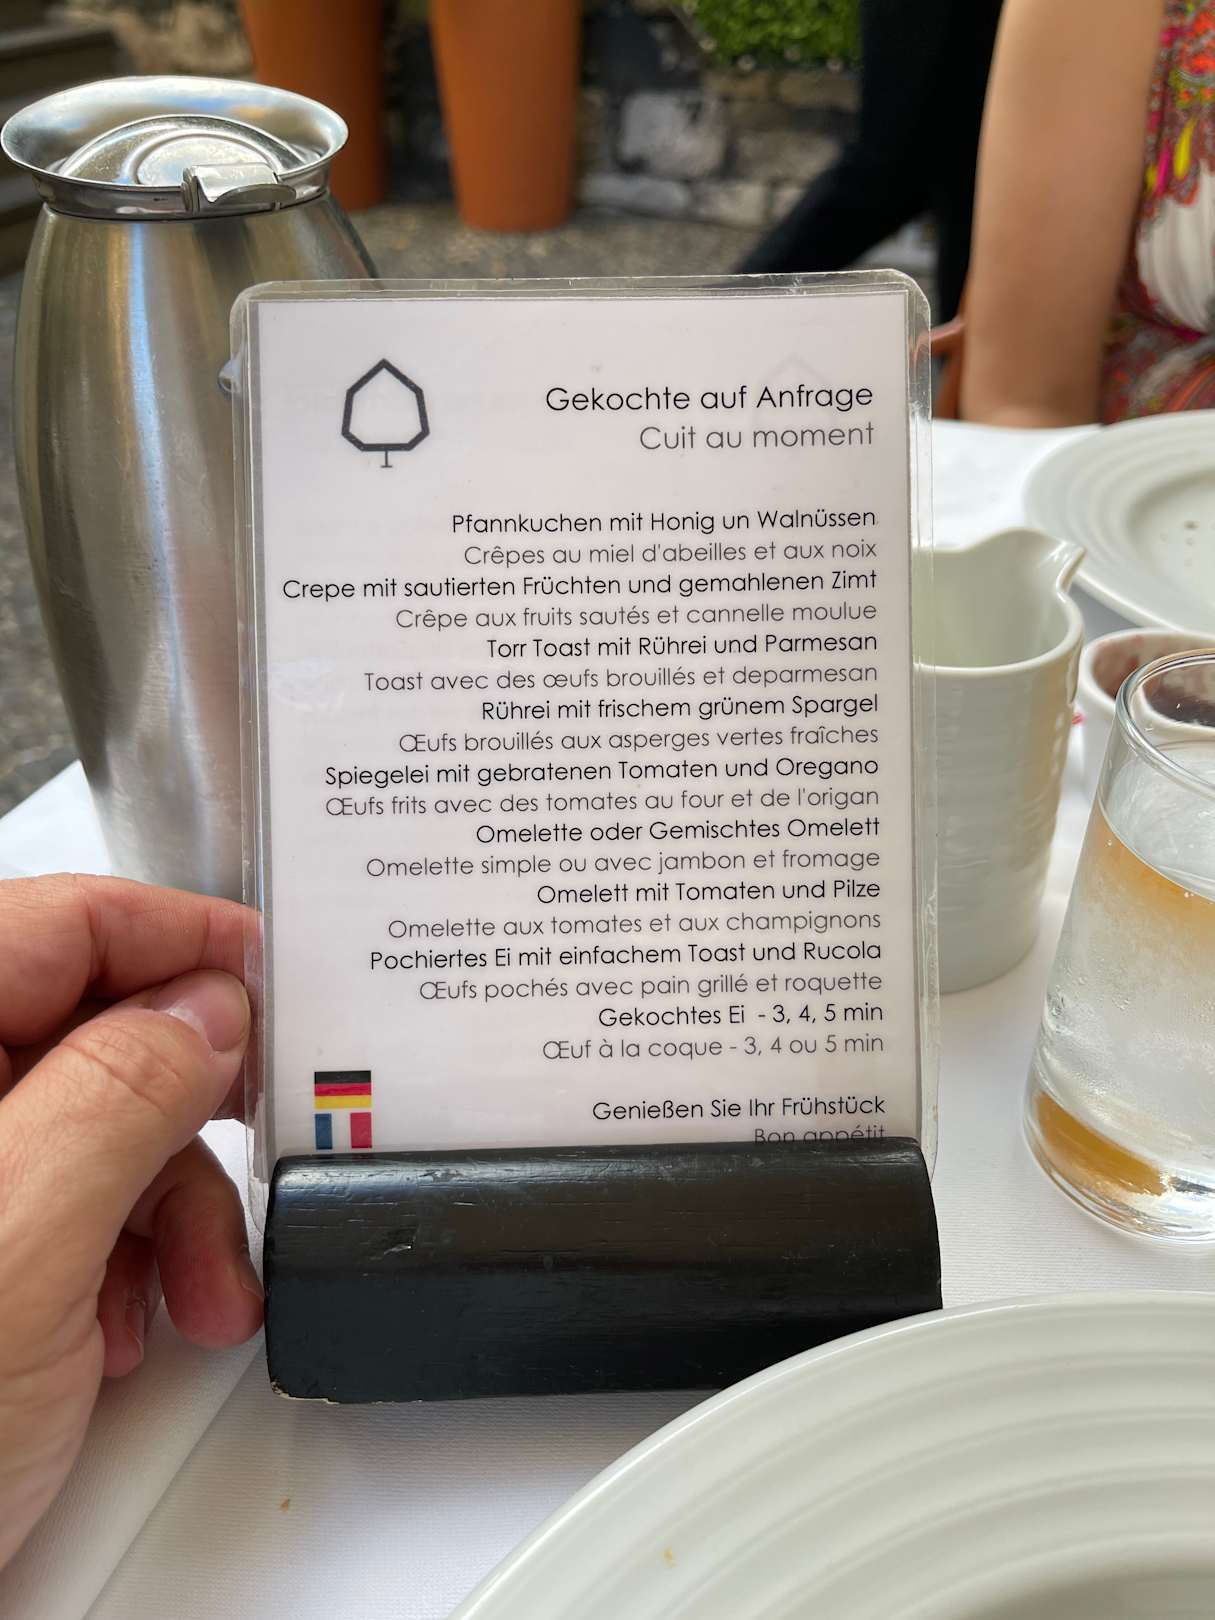 Gekochte auf Anfrage
Cuit au moment
Pfannkuchen mit Honig un Walnüssen
Crêpes au miel d'abeilles et aux noix
Crepe mit sautierten Früchten und gemahlenen Zimt
Crêpe aux fruits sautés et cannelle moulue
Torr Toast mit Rührei und Parmesan
Toast avec des œufs brouillés et deparmesan
Rührei mit frischem grünem Spargel
Œufs brouillés aux asperges vertes fraîches
Spiegelei mit gebratenen Tomaten und Oregano
Œufs frits avec des tomates au four et de l'origan
Omelette oder Gemischtes Omelett
Omelette simple ou avec jambon et fromage
Omelett mit Tomaten und Pilze
Omelette aux tomates et aux champignons
Pochiertes Ei mit einfachem Toast und Rucola
Œufs pochés avec pain grillé et roquette
Gekochtes Ei - 3, 4, 5 min
Œuf à la coque - 3, 4 ou 5 min
Genießen Sie Ihr Frühstück
Bon appétit